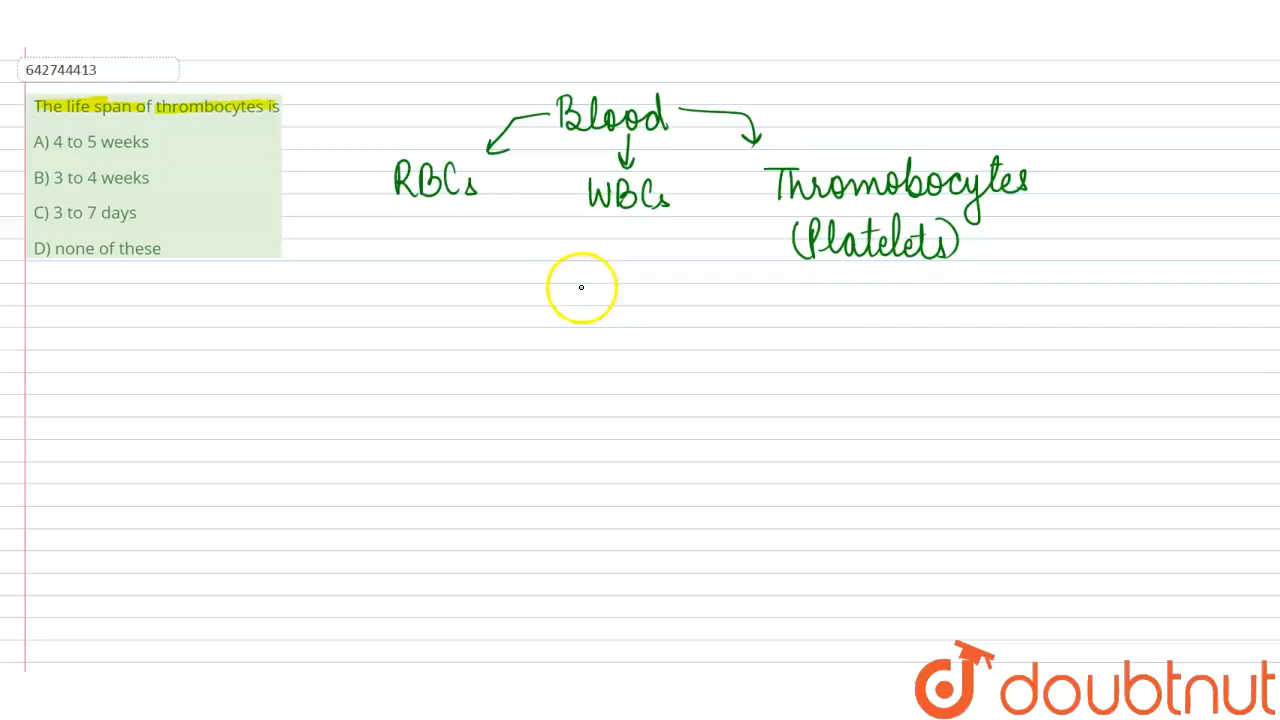 642744413
The life span of thrombocytes is
A) 4 to 5 weeks
B) 3 to 4 weeks
C) 3 to 7 days
D) none of these
Blood
RBCs
WBCs
Thromobocytes
(Platelets)
doubtnut